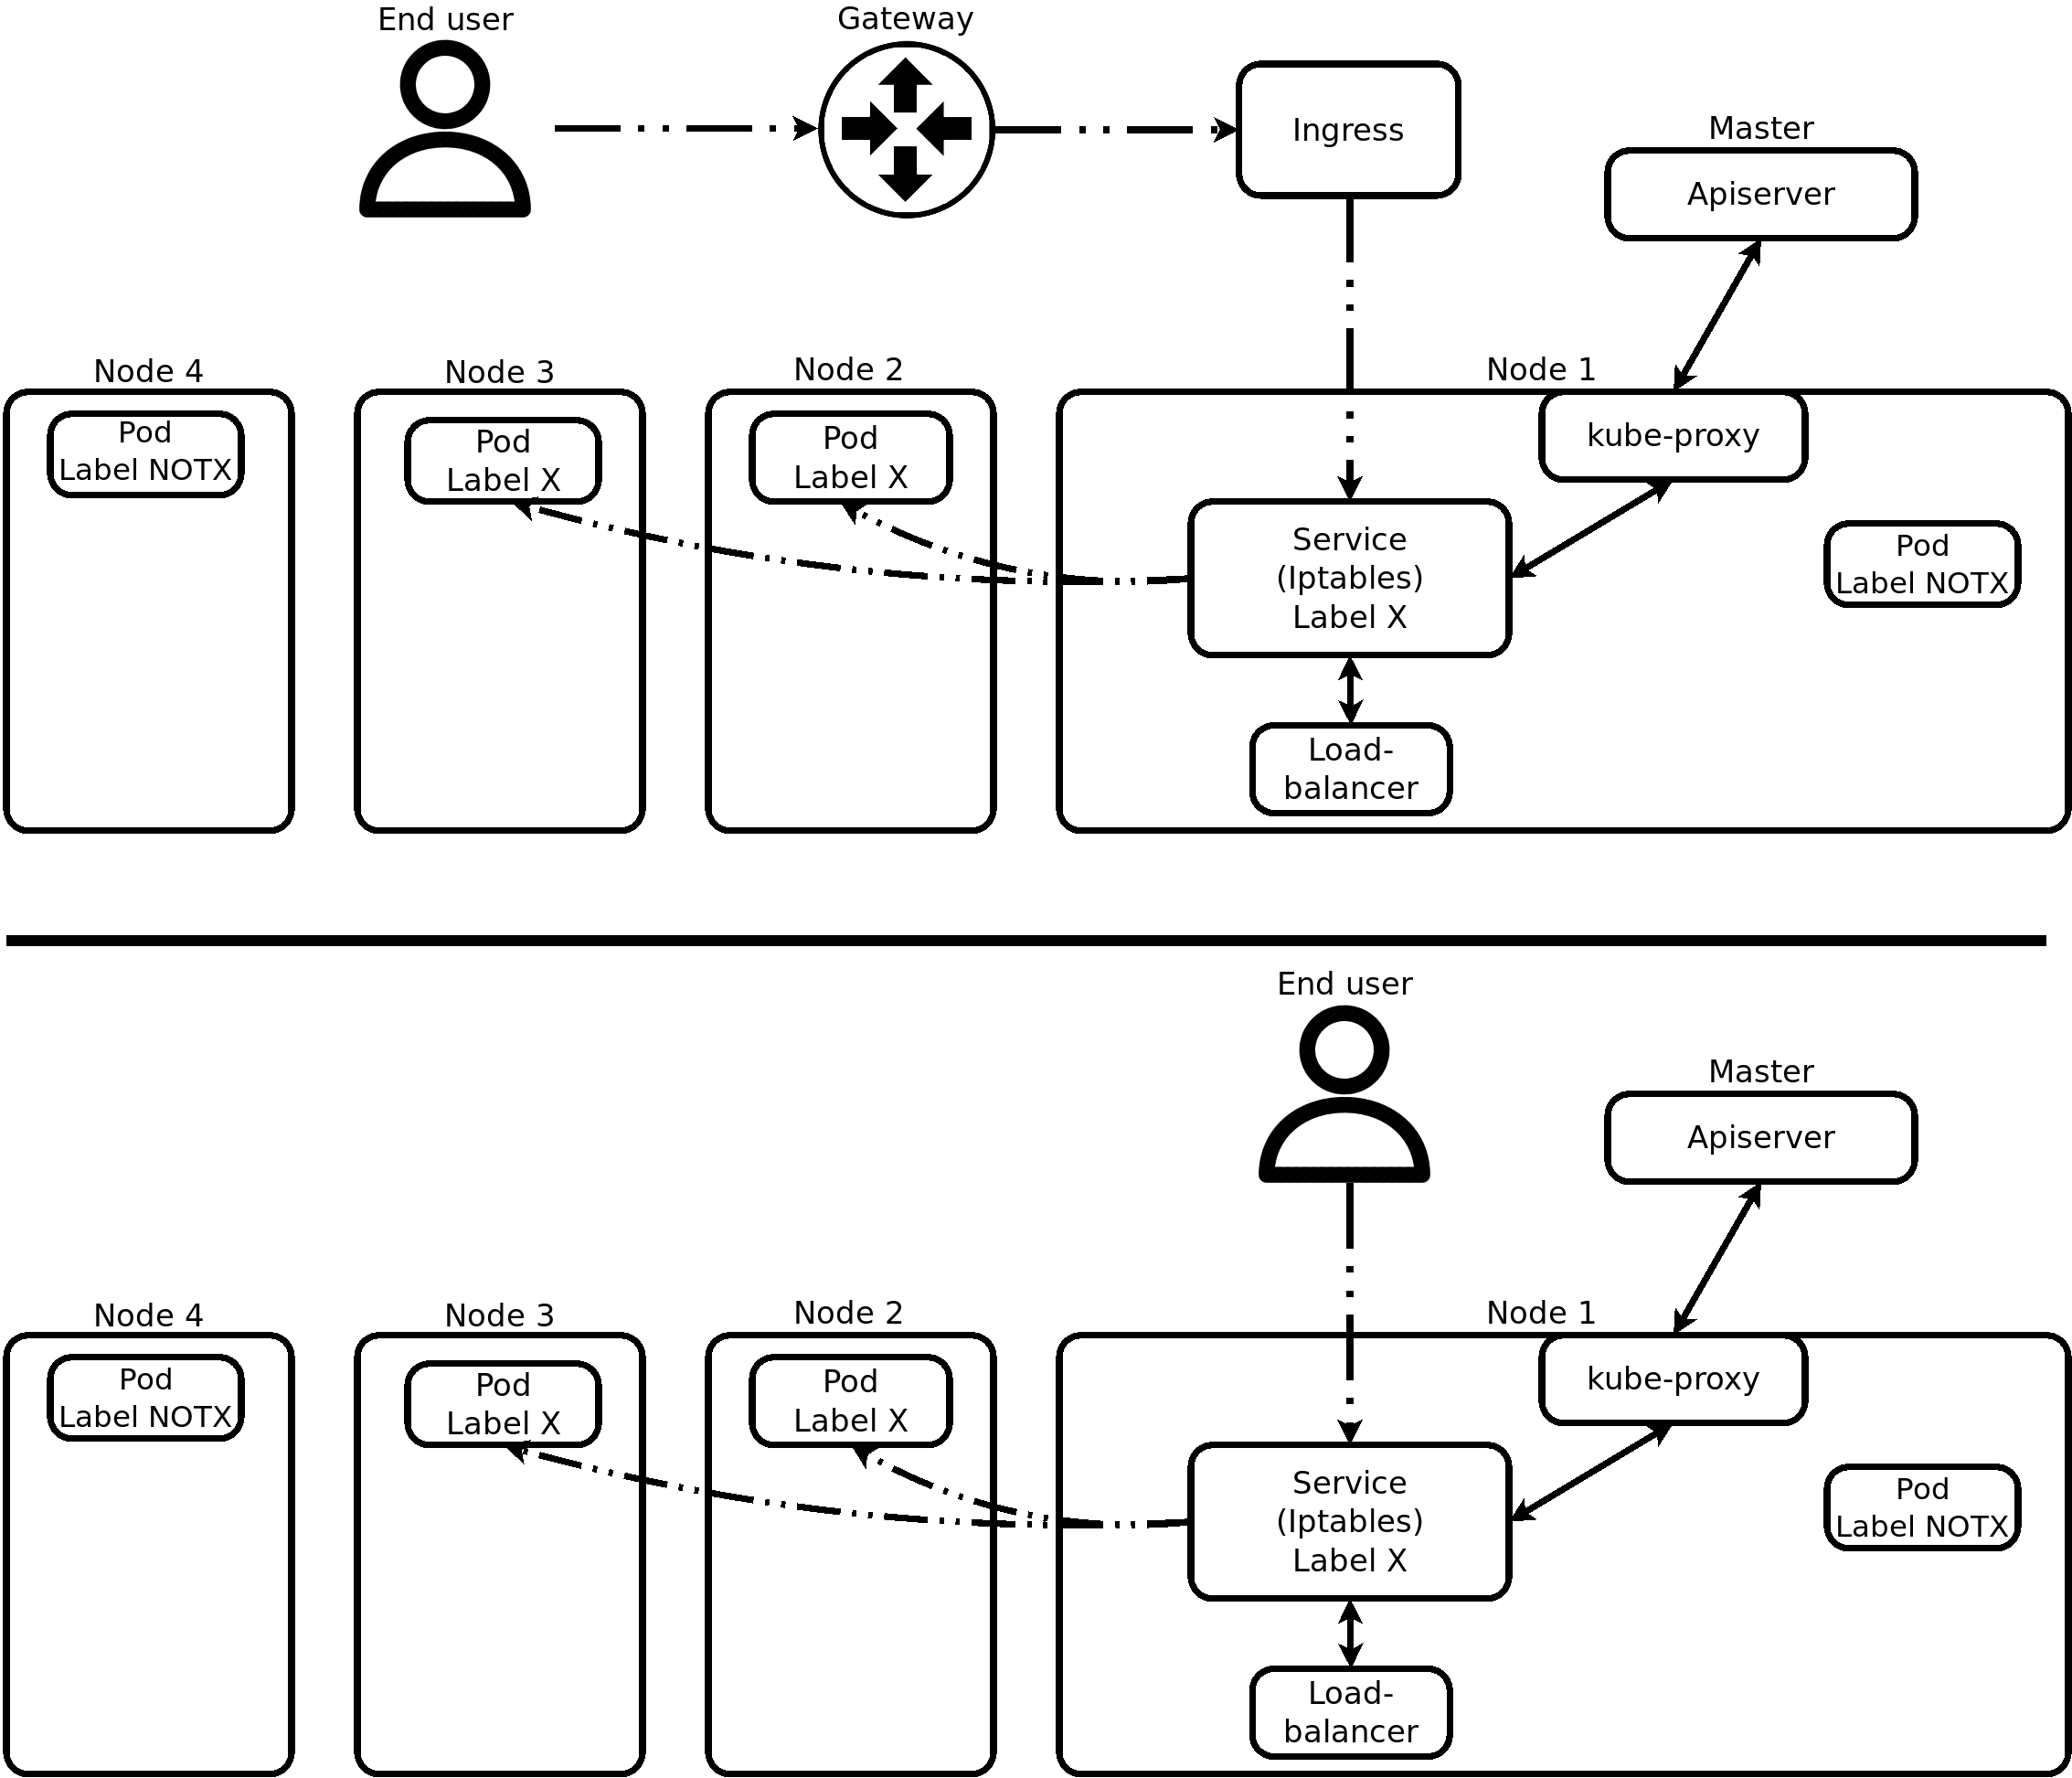 End user
Gateway
Ingress
Master
Apiserver
Node 4
Node 3
Node 2
Node 1
Pod
Label NOTX
Pod
Label X
Pod
Label X
kube-proxy
Service
(Iptables)
Label X
Pod
Label NOTX
Load-
balancer
End user
Master
Apiserver
Node 4
Node 3
Node 2
Node 1
Pod
Label NOTX
Pod
Label X
Pod
Label X
kube-proxy
Service
(Iptables)
Label X
Pod
Label NOTX
Load-
balancer